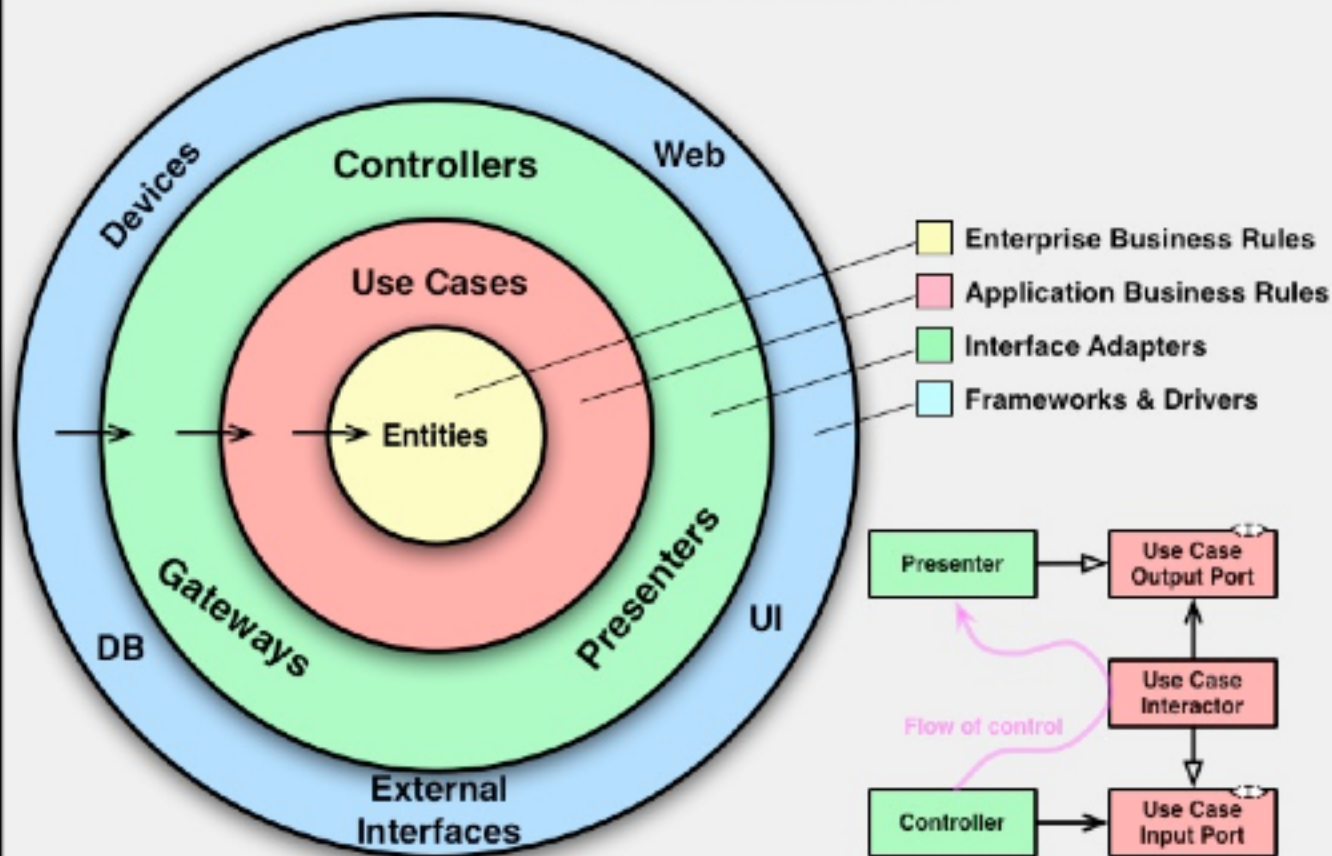 Devices
Controllers
Web
Use Cases
Entities
Gateways
Presenters
DB
UI
External
Interfaces
Enterprise Business Rules
Application Business Rules
Interface Adapters
Frameworks & Drivers
Presenter
Use Case
Output Port
Use Case
Interactor
Flow of control
Controller
Use Case
Input Port